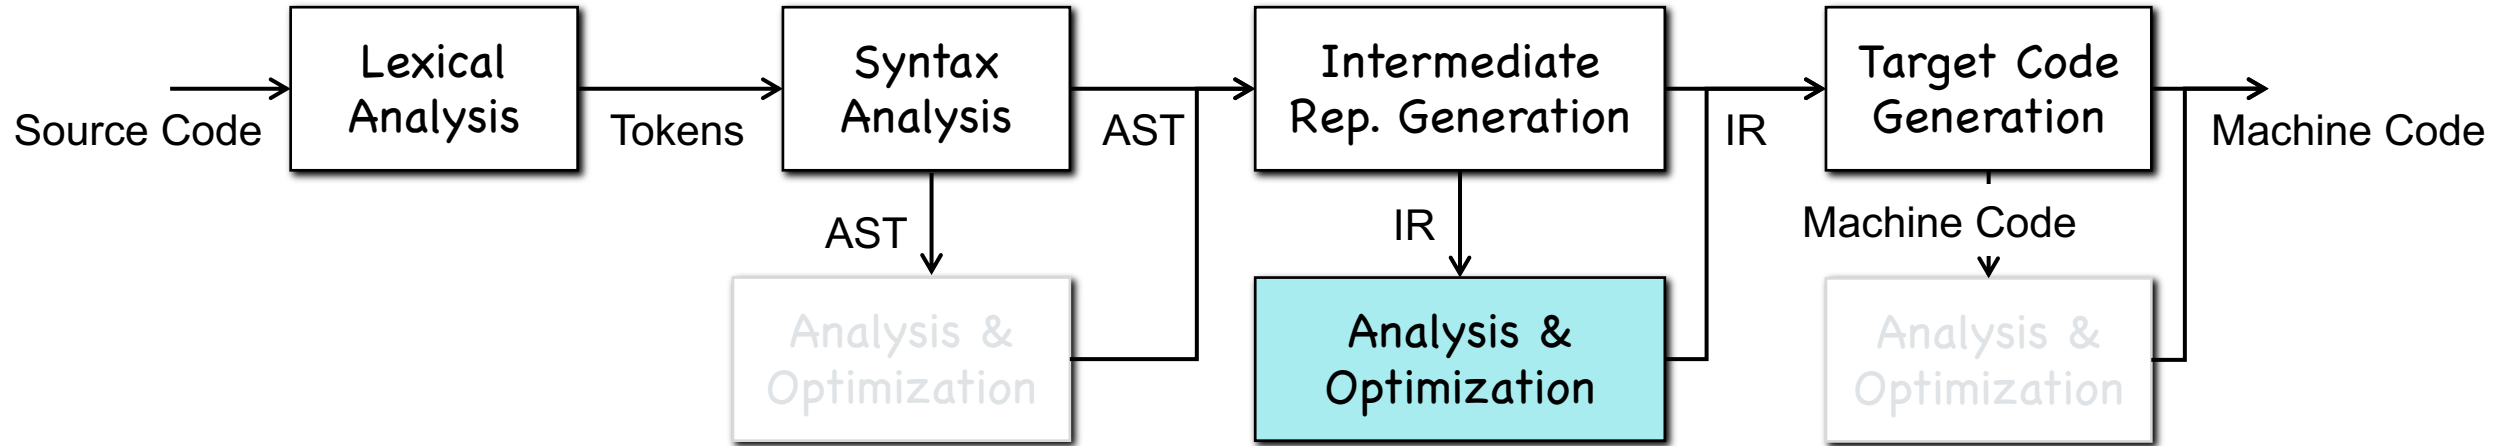 Lexical
Analysis
Syntax
Analysis
Intermediate
Rep. Generation
Target Code
Generation
Source Code
Tokens
AST
IR
Machine Code
AST
IR
Machine Code
Analysis &
Optimization
Analysis &
Optimization
Analysis &
Optimization